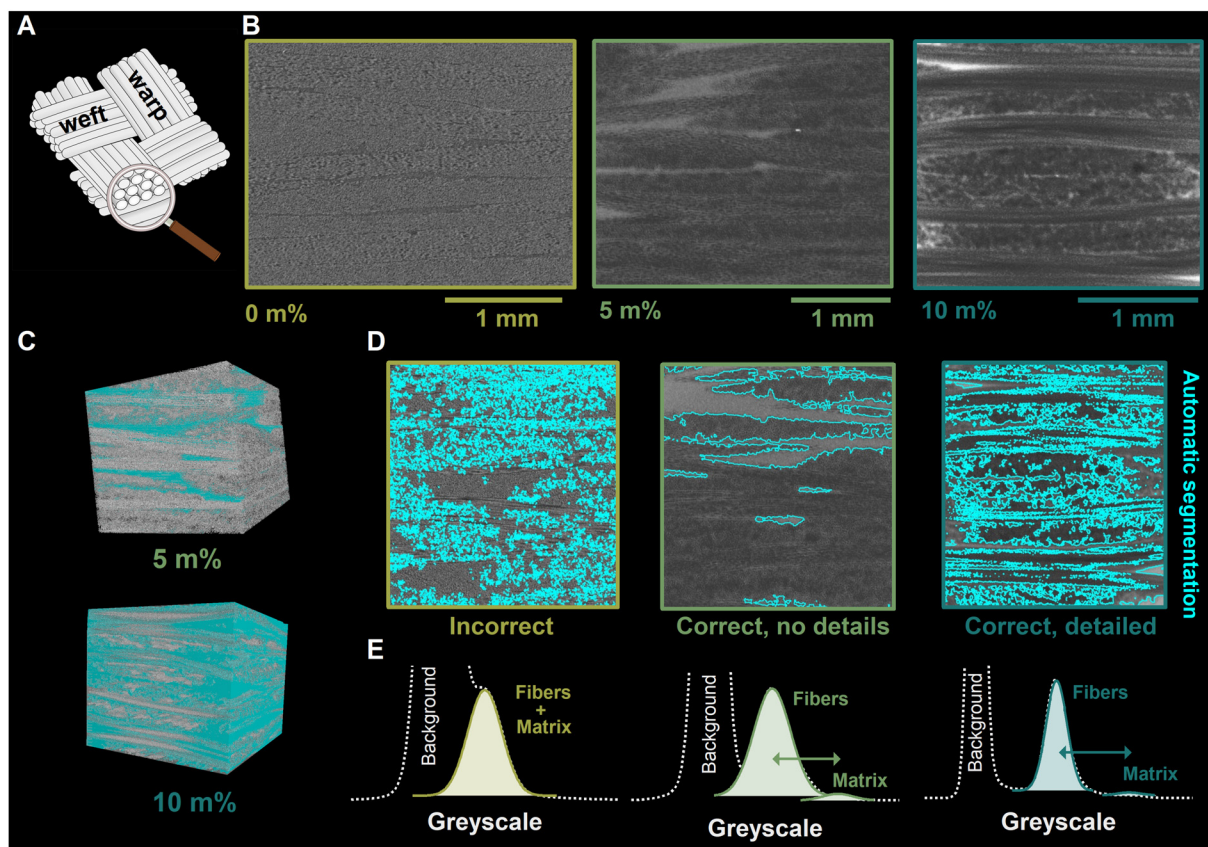 A
weft
warp
B
0 m%
1 mm
5 m%
1 mm
10 m%
1 mm
C
5 m%
10 m%
D
Incorrect
Correct, no details
Correct, detailed
Automatic segmentation
E
Background
Fibers
+
Matrix
Greyscale
Background
Fibers
Matrix
Greyscale
Background
Fibers
Matrix
Greyscale